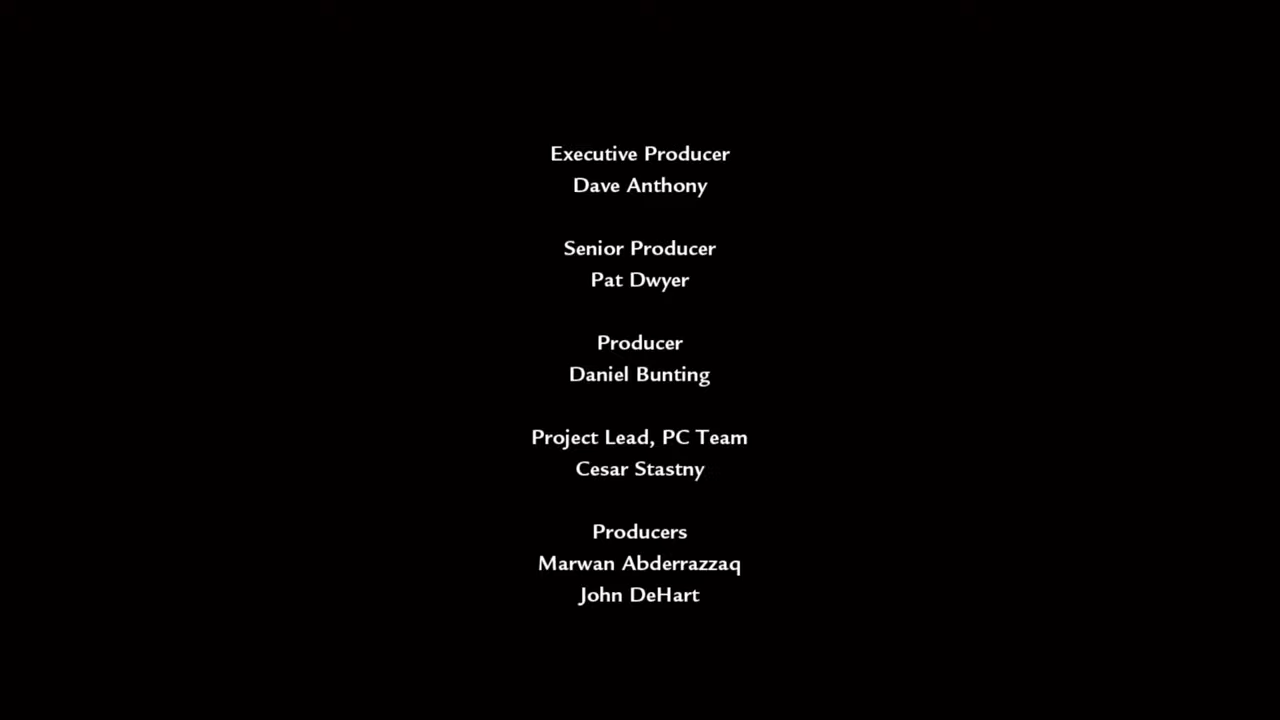 Executive Producer
Dave Anthony
Senior Producer
Pat Dwyer
Producer
Daniel Bunting
Project Lead, PC Team
Cesar Stastny
Producers
Marwan Abderrazzaq
John DeHart